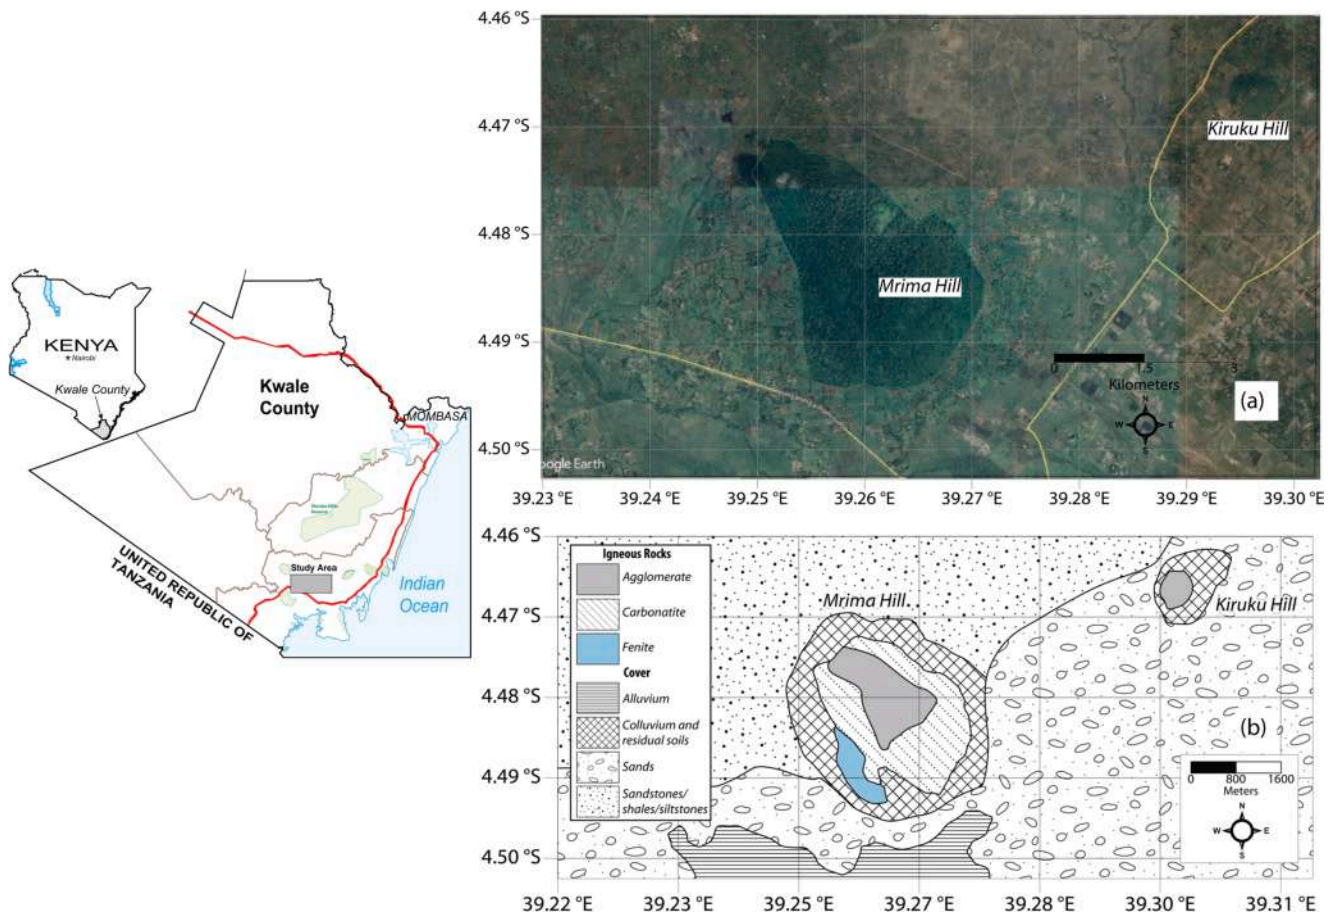 KENYA
Nairobi
Kwale County
Kwale
County
MOMBASA
Study Area
UNITED REPUBLIC OF
TANZANIA
Indian
Ocean
4.46 °S
4.47 °S
4.48 °S
4.49 °S
4.50 °S
Kiruku Hill
Mrima Hill
0 1.5 3
Kilometers
N
W E
S
(a)
ogle Earth
39.23 °E 39.24 °E 39.25 °E 39.26 °E 39.27 °E 39.28 °E 39.29 °E 39.30 °E
4.46 °S
4.47 °S
4.48 °S
4.49 °S
4.50 °S
Igneous Rocks
Agglomerate
Carbonatite
Fenite
Cover
Alluvium
Colluvium and
residual soils
Sands
Sandstones/
shales/siltstones
Mrima Hill
Kiruku Hill
(b)
0 800 1600
Meters
N
W E
S
39.22 °E 39.23 °E 39.25 °E 39.27 °E 39.28 °E 39.30 °E 39.31 °E